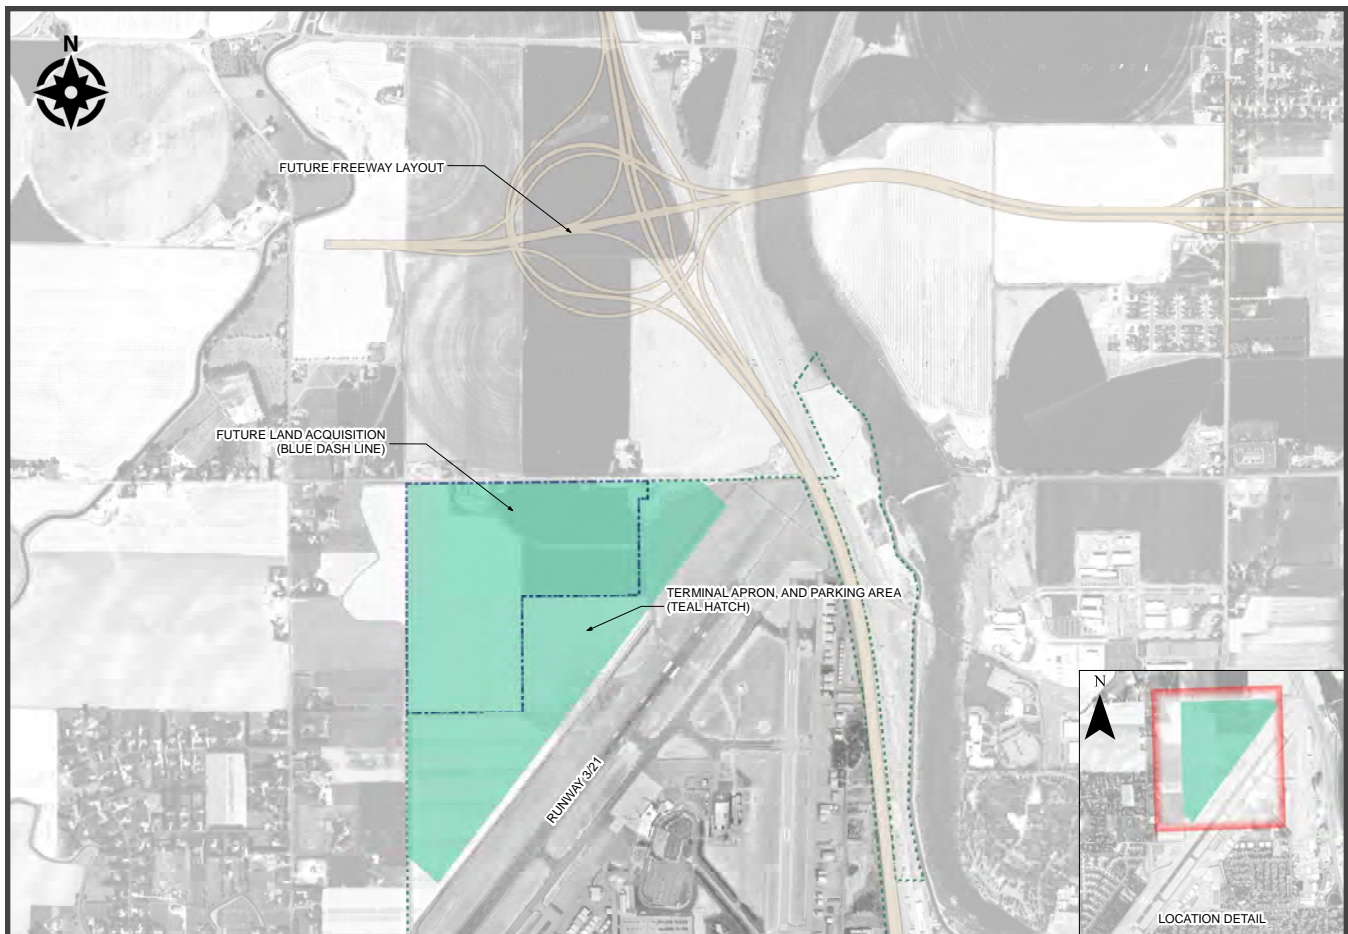 N
FUTURE FREEWAY LAYOUT
FUTURE LAND ACQUISITION
(BLUE DASH LINE)
TERMINAL APRON, AND PARKING AREA
(TEAL HATCH)
RUNWAY 3/21
N
LOCATION DETAIL